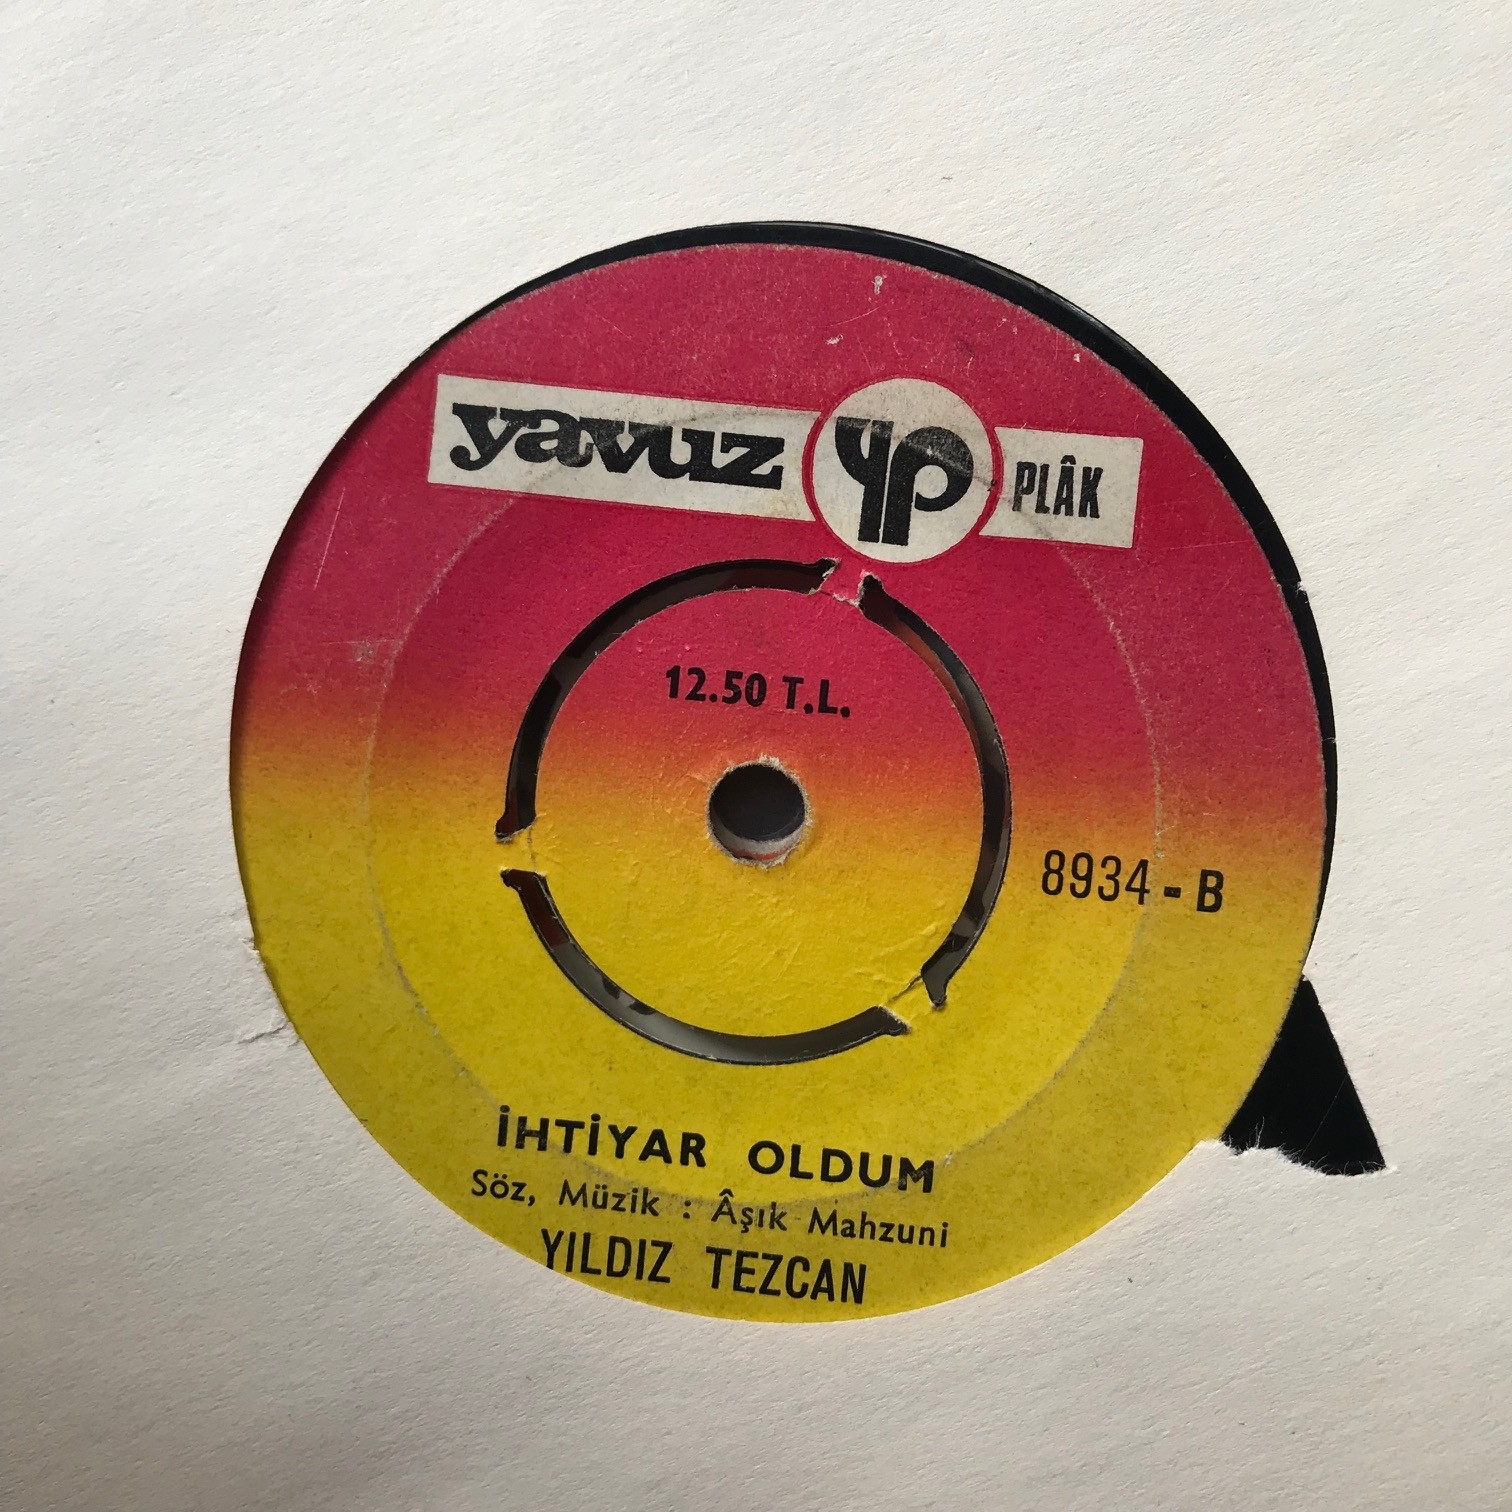 yavuz yp PLÂK
12.50 T.L.
8934 - B
İHTİYAR OLDUM
Söz, Müzik : Âşık Mahzuni
YILDIZ TEZCAN